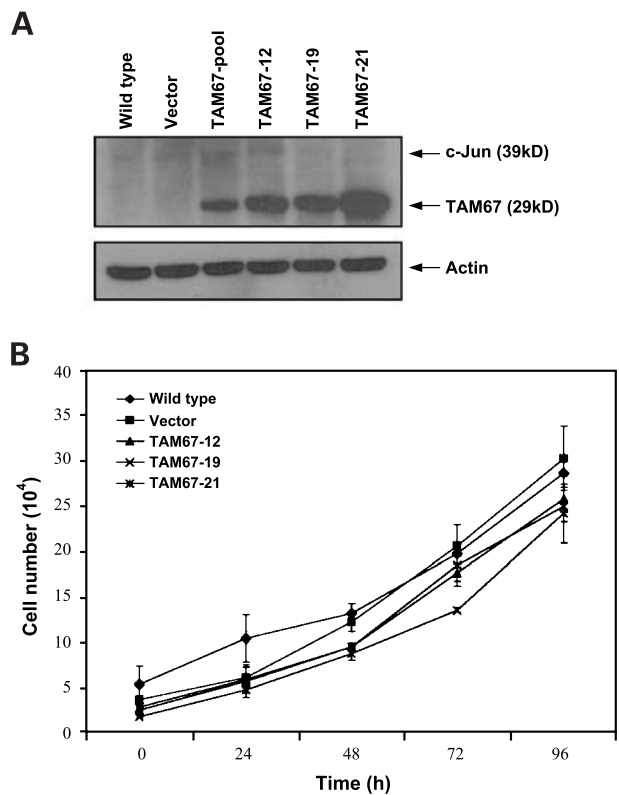 A
Wild type
Vector
TAM67-pool
TAM67-12
TAM67-19
TAM67-21
c-Jun (39kD)
TAM67 (29kD)
Actin
B
40
35
30
25
20
15
10
5
0
Cell number (10⁴)
Wild type
Vector
TAM67-12
TAM67-19
TAM67-21
0
24
48
72
96
Time (h)